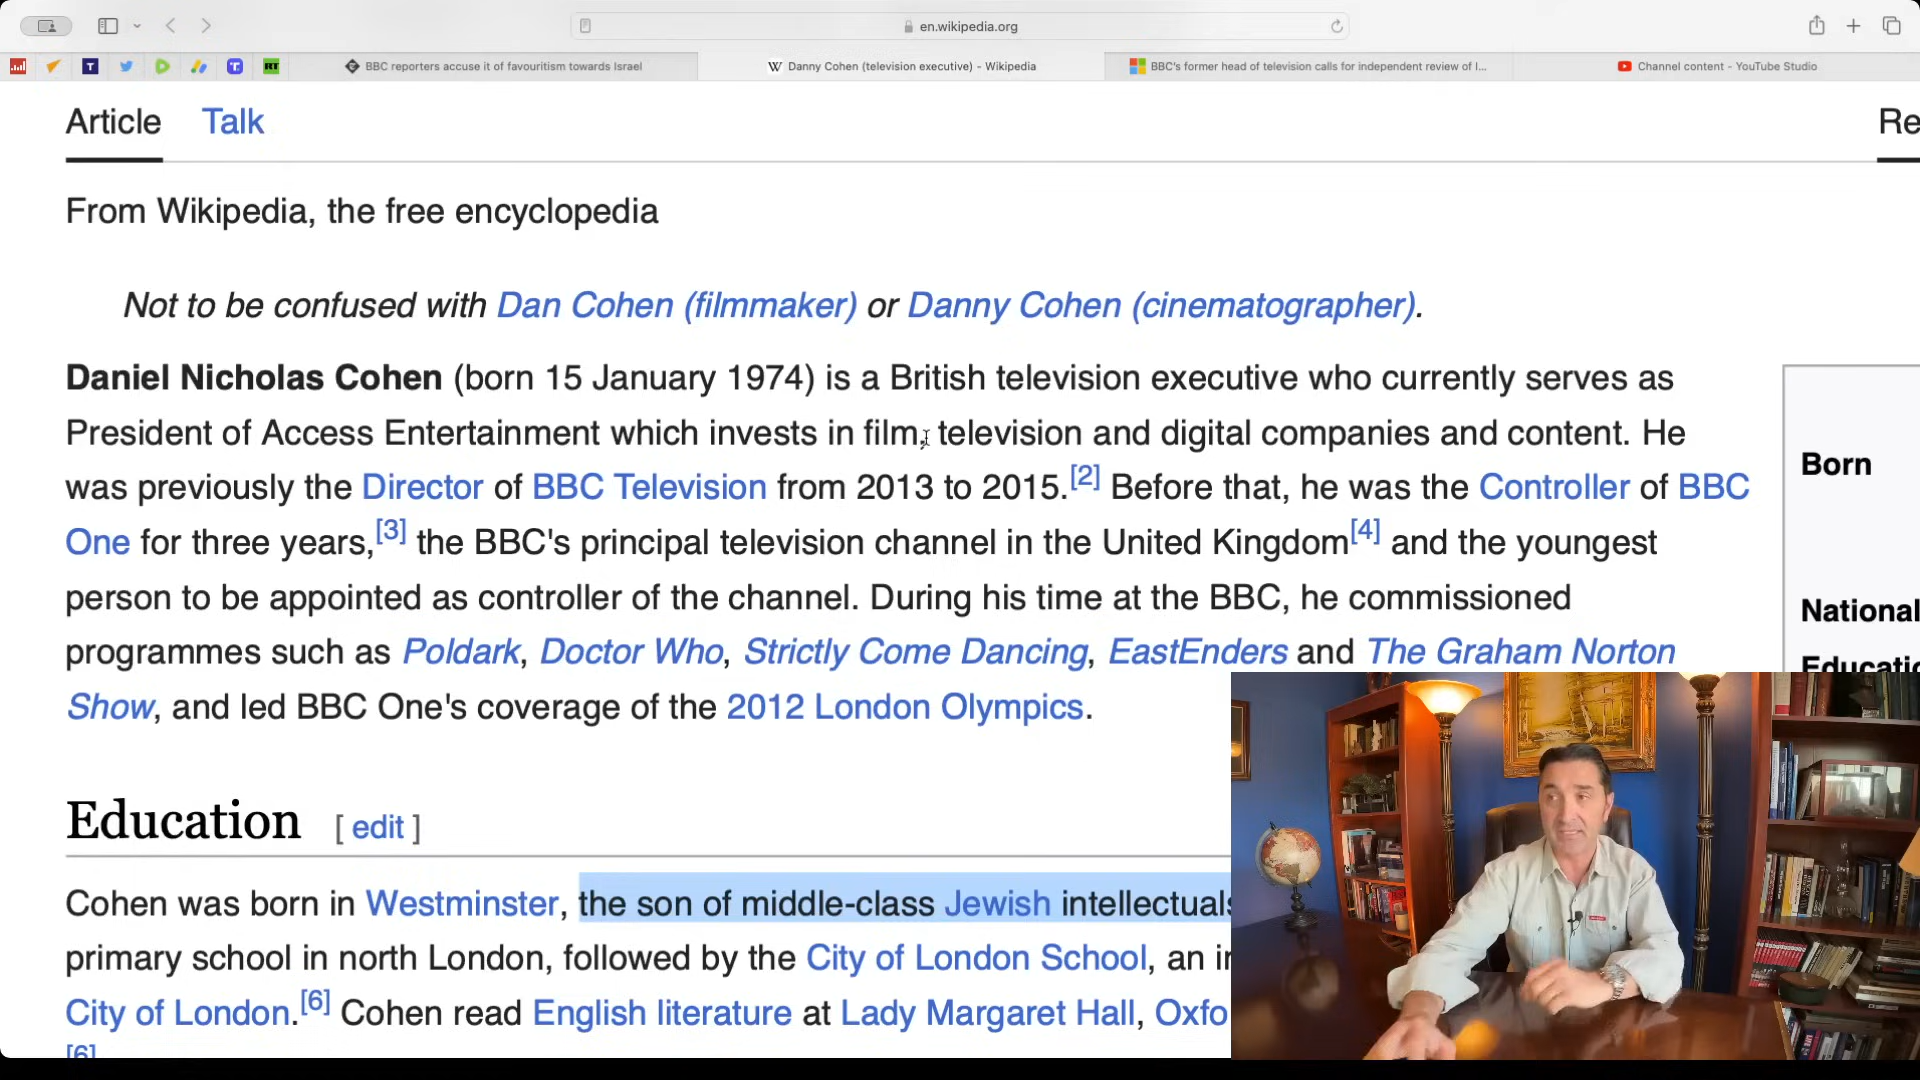 en.wikipedia.org
BBC reporters accuse it of favouritism towards Israel
W Danny Cohen (television executive) - Wikipedia
BBC's former head of television calls for independent review of I...
Channel content - YouTube Studio
T
RT
Article Talk Re
From Wikipedia, the free encyclopedia
Not to be confused with Dan Cohen (filmmaker) or Danny Cohen (cinematographer).
Daniel Nicholas Cohen (born 15 January 1974) is a British television executive who currently serves as
President of Access Entertainment which invests in film, television and digital companies and content. He
was previously the Director of BBC Television from 2013 to 2015.[2] Before that, he was the Controller of BBC
One for three years,[3] the BBC's principal television channel in the United Kingdom[4] and the youngest
person to be appointed as controller of the channel. During his time at the BBC, he commissioned
programmes such as Poldark, Doctor Who, Strictly Come Dancing, EastEnders and The Graham Norton
Show, and led BBC One's coverage of the 2012 London Olympics.
Born
National
Educatio
Education [ edit ]
Cohen was born in Westminster, the son of middle-class Jewish intellectuals
primary school in north London, followed by the City of London School, an in
City of London.[6] Cohen read English literature at Lady Margaret Hall, Oxfo
[6]